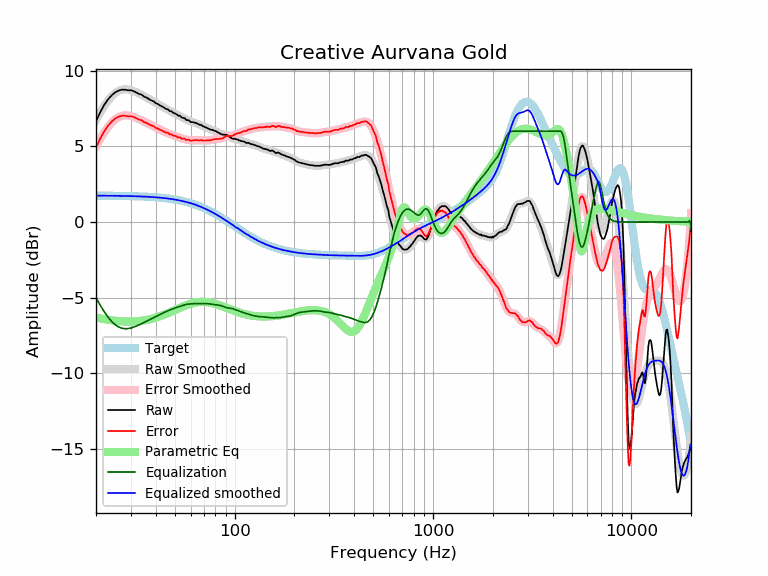 Creative Aurvana Gold
10
5
0
−5
−10
−15
Amplitude (dBr)
Target
Raw Smoothed
Error Smoothed
Raw
Error
Parametric Eq
Equalization
Equalized smoothed
100
1000
10000
Frequency (Hz)